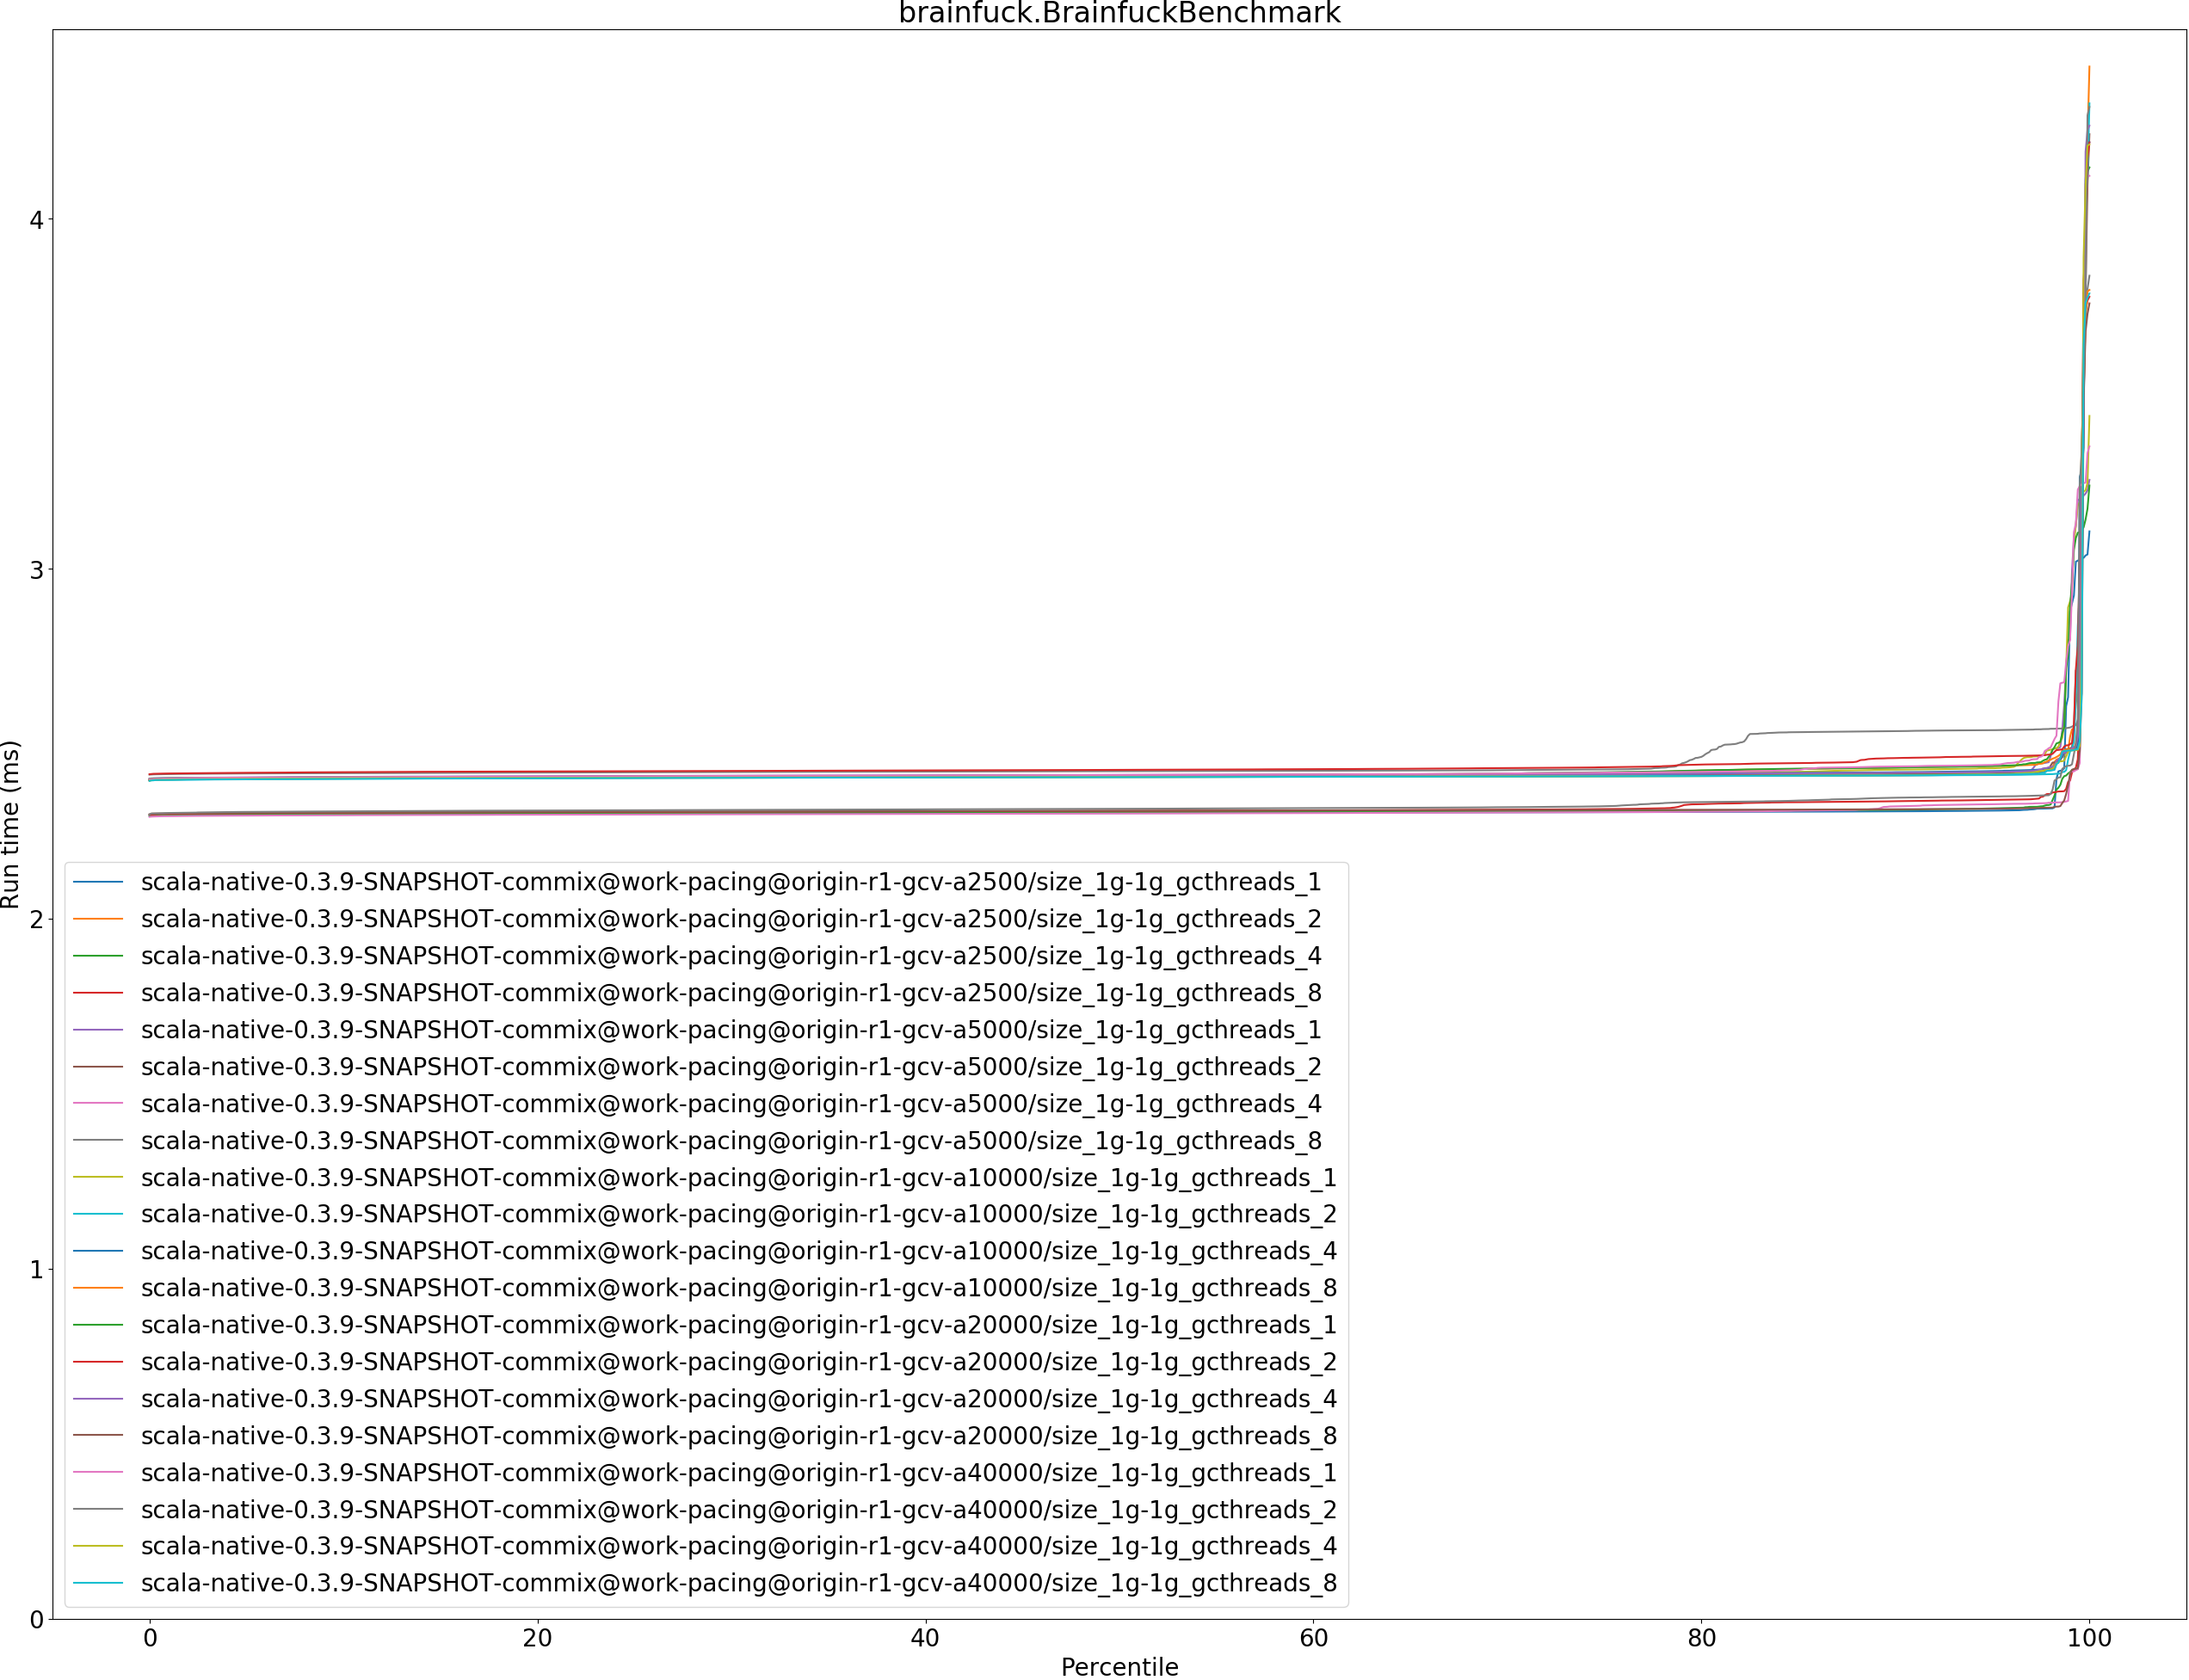 brainfuck.BrainfuckBenchmark
Run time (ms)
4
3
2
1
0
scala-native-0.3.9-SNAPSHOT-commix@work-pacing@origin-r1-gcv-a2500/size_1g-1g_gcthreads_1
scala-native-0.3.9-SNAPSHOT-commix@work-pacing@origin-r1-gcv-a2500/size_1g-1g_gcthreads_2
scala-native-0.3.9-SNAPSHOT-commix@work-pacing@origin-r1-gcv-a2500/size_1g-1g_gcthreads_4
scala-native-0.3.9-SNAPSHOT-commix@work-pacing@origin-r1-gcv-a2500/size_1g-1g_gcthreads_8
scala-native-0.3.9-SNAPSHOT-commix@work-pacing@origin-r1-gcv-a5000/size_1g-1g_gcthreads_1
scala-native-0.3.9-SNAPSHOT-commix@work-pacing@origin-r1-gcv-a5000/size_1g-1g_gcthreads_2
scala-native-0.3.9-SNAPSHOT-commix@work-pacing@origin-r1-gcv-a5000/size_1g-1g_gcthreads_4
scala-native-0.3.9-SNAPSHOT-commix@work-pacing@origin-r1-gcv-a5000/size_1g-1g_gcthreads_8
scala-native-0.3.9-SNAPSHOT-commix@work-pacing@origin-r1-gcv-a10000/size_1g-1g_gcthreads_1
scala-native-0.3.9-SNAPSHOT-commix@work-pacing@origin-r1-gcv-a10000/size_1g-1g_gcthreads_2
scala-native-0.3.9-SNAPSHOT-commix@work-pacing@origin-r1-gcv-a10000/size_1g-1g_gcthreads_4
scala-native-0.3.9-SNAPSHOT-commix@work-pacing@origin-r1-gcv-a10000/size_1g-1g_gcthreads_8
scala-native-0.3.9-SNAPSHOT-commix@work-pacing@origin-r1-gcv-a20000/size_1g-1g_gcthreads_1
scala-native-0.3.9-SNAPSHOT-commix@work-pacing@origin-r1-gcv-a20000/size_1g-1g_gcthreads_2
scala-native-0.3.9-SNAPSHOT-commix@work-pacing@origin-r1-gcv-a20000/size_1g-1g_gcthreads_4
scala-native-0.3.9-SNAPSHOT-commix@work-pacing@origin-r1-gcv-a20000/size_1g-1g_gcthreads_8
scala-native-0.3.9-SNAPSHOT-commix@work-pacing@origin-r1-gcv-a40000/size_1g-1g_gcthreads_1
scala-native-0.3.9-SNAPSHOT-commix@work-pacing@origin-r1-gcv-a40000/size_1g-1g_gcthreads_2
scala-native-0.3.9-SNAPSHOT-commix@work-pacing@origin-r1-gcv-a40000/size_1g-1g_gcthreads_4
scala-native-0.3.9-SNAPSHOT-commix@work-pacing@origin-r1-gcv-a40000/size_1g-1g_gcthreads_8
0 20 40 60 80 100
Percentile